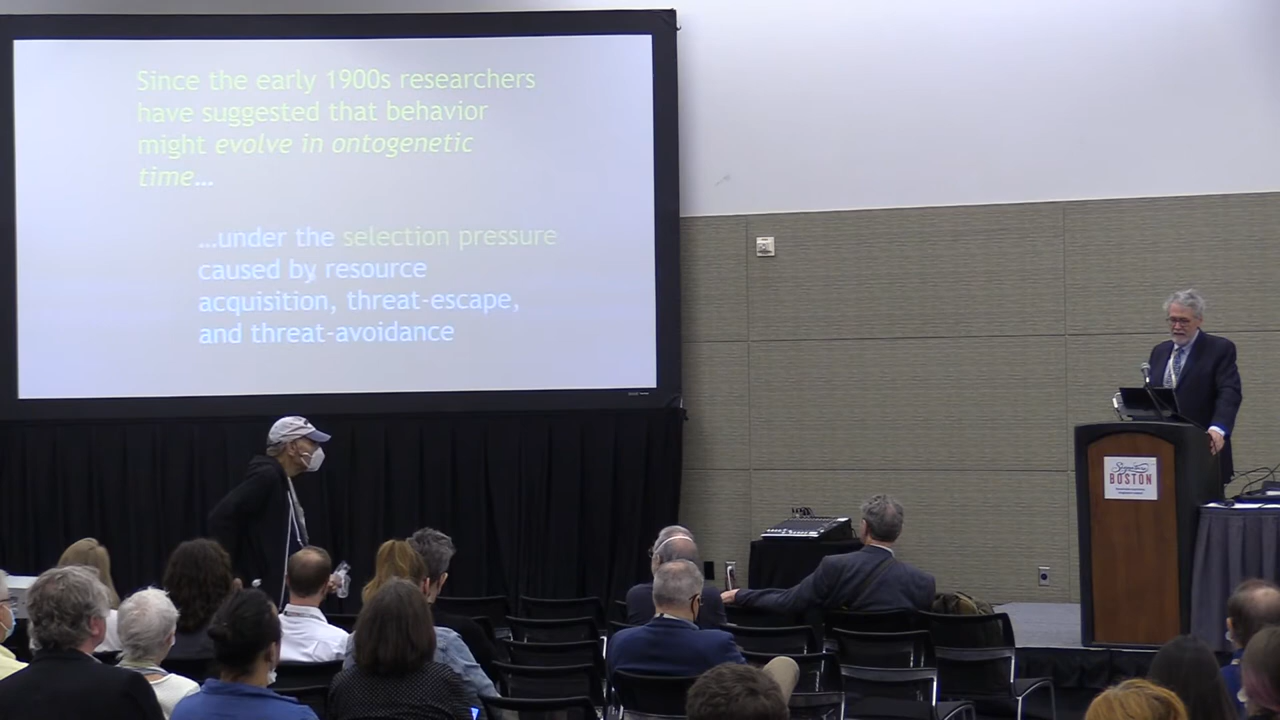 Since the early 1900s researchers
have suggested that behavior
might evolve in ontogenetic
time...
...under the selection pressure
caused by resource
acquisition, threat-escape,
and threat-avoidance
Signature
BOSTON